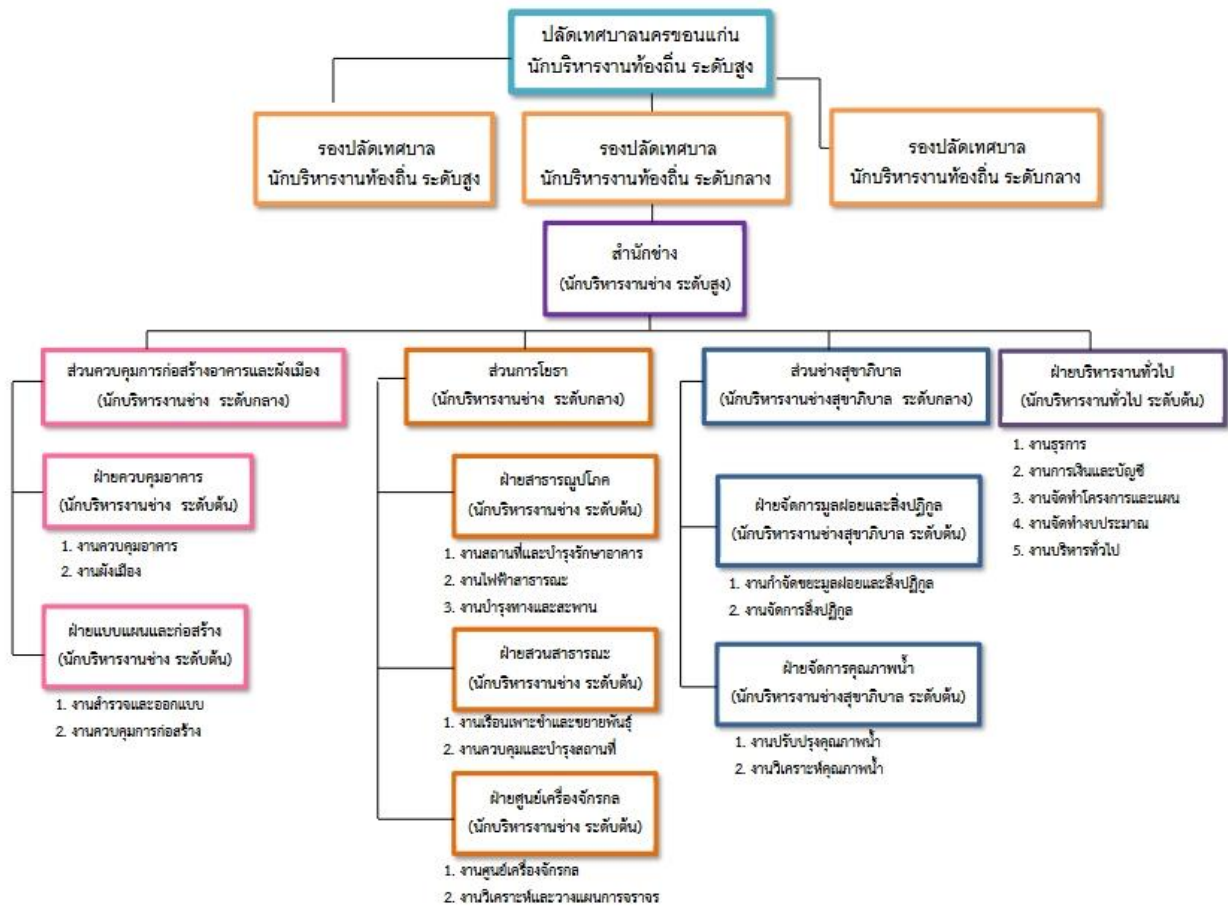 ปลัดเทศบาลนครขอนแก่น
นักบริหารงานท้องถิ่น ระดับสูง
รองปลัดเทศบาล
นักบริหารงานท้องถิ่น ระดับสูง
รองปลัดเทศบาล
นักบริหารงานท้องถิ่น ระดับกลาง
รองปลัดเทศบาล
นักบริหารงานท้องถิ่น ระดับกลาง
สำนักช่าง
(นักบริหารงานช่าง ระดับสูง)
ส่วนควบคุมการก่อสร้างอาคารและผังเมือง
(นักบริหารงานช่าง ระดับกลาง)
ฝ่ายควบคุมอาคาร
(นักบริหารงานช่าง ระดับต้น)
1. งานควบคุมอาคาร
2. งานผังเมือง
ฝ่ายแบบแผนและก่อสร้าง
(นักบริหารงานช่าง ระดับต้น)
1. งานสำรวจและออกแบบ
2. งานควบคุมการก่อสร้าง
ส่วนการโยธา
(นักบริหารงานช่าง ระดับกลาง)
ฝ่ายสาธารณูปโภค
(นักบริหารงานช่าง ระดับต้น)
1. งานสถานที่และบำรุงรักษาอาคาร
2. งานไฟฟ้าสาธารณะ
3. งานบำรุงทางและสะพาน
ฝ่ายสวนสาธารณะ
(นักบริหารงานช่าง ระดับต้น)
1. งานเรือนเพาะชำและขยายพันธุ์
2. งานควบคุมและบำรุงสถานที่
ฝ่ายศูนย์เครื่องจักรกล
(นักบริหารงานช่าง ระดับต้น)
1. งานศูนย์เครื่องจักรกล
2. งานวิเคราะห์และวางแผนการจราจร
ส่วนช่างสุขาภิบาล
(นักบริหารงานช่างสุขาภิบาล ระดับกลาง)
ฝ่ายจัดการมูลฝอยและสิ่งปฏิกูล
(นักบริหารงานช่างสุขาภิบาล ระดับต้น)
1. งานกำจัดขยะมูลฝอยและสิ่งปฏิกูล
2. งานจัดการสิ่งปฏิกูล
ฝ่ายจัดการคุณภาพน้ำ
(นักบริหารงานช่างสุขาภิบาล ระดับต้น)
1. งานปรับปรุงคุณภาพน้ำ
2. งานวิเคราะห์คุณภาพน้ำ
ฝ่ายบริหารงานทั่วไป
(นักบริหารงานทั่วไป ระดับต้น)
1. งานธุรการ
2. งานการเงินและบัญชี
3. งานจัดทำโครงการและแผน
4. งานจัดทำงบประมาณ
5. งานบริหารทั่วไป